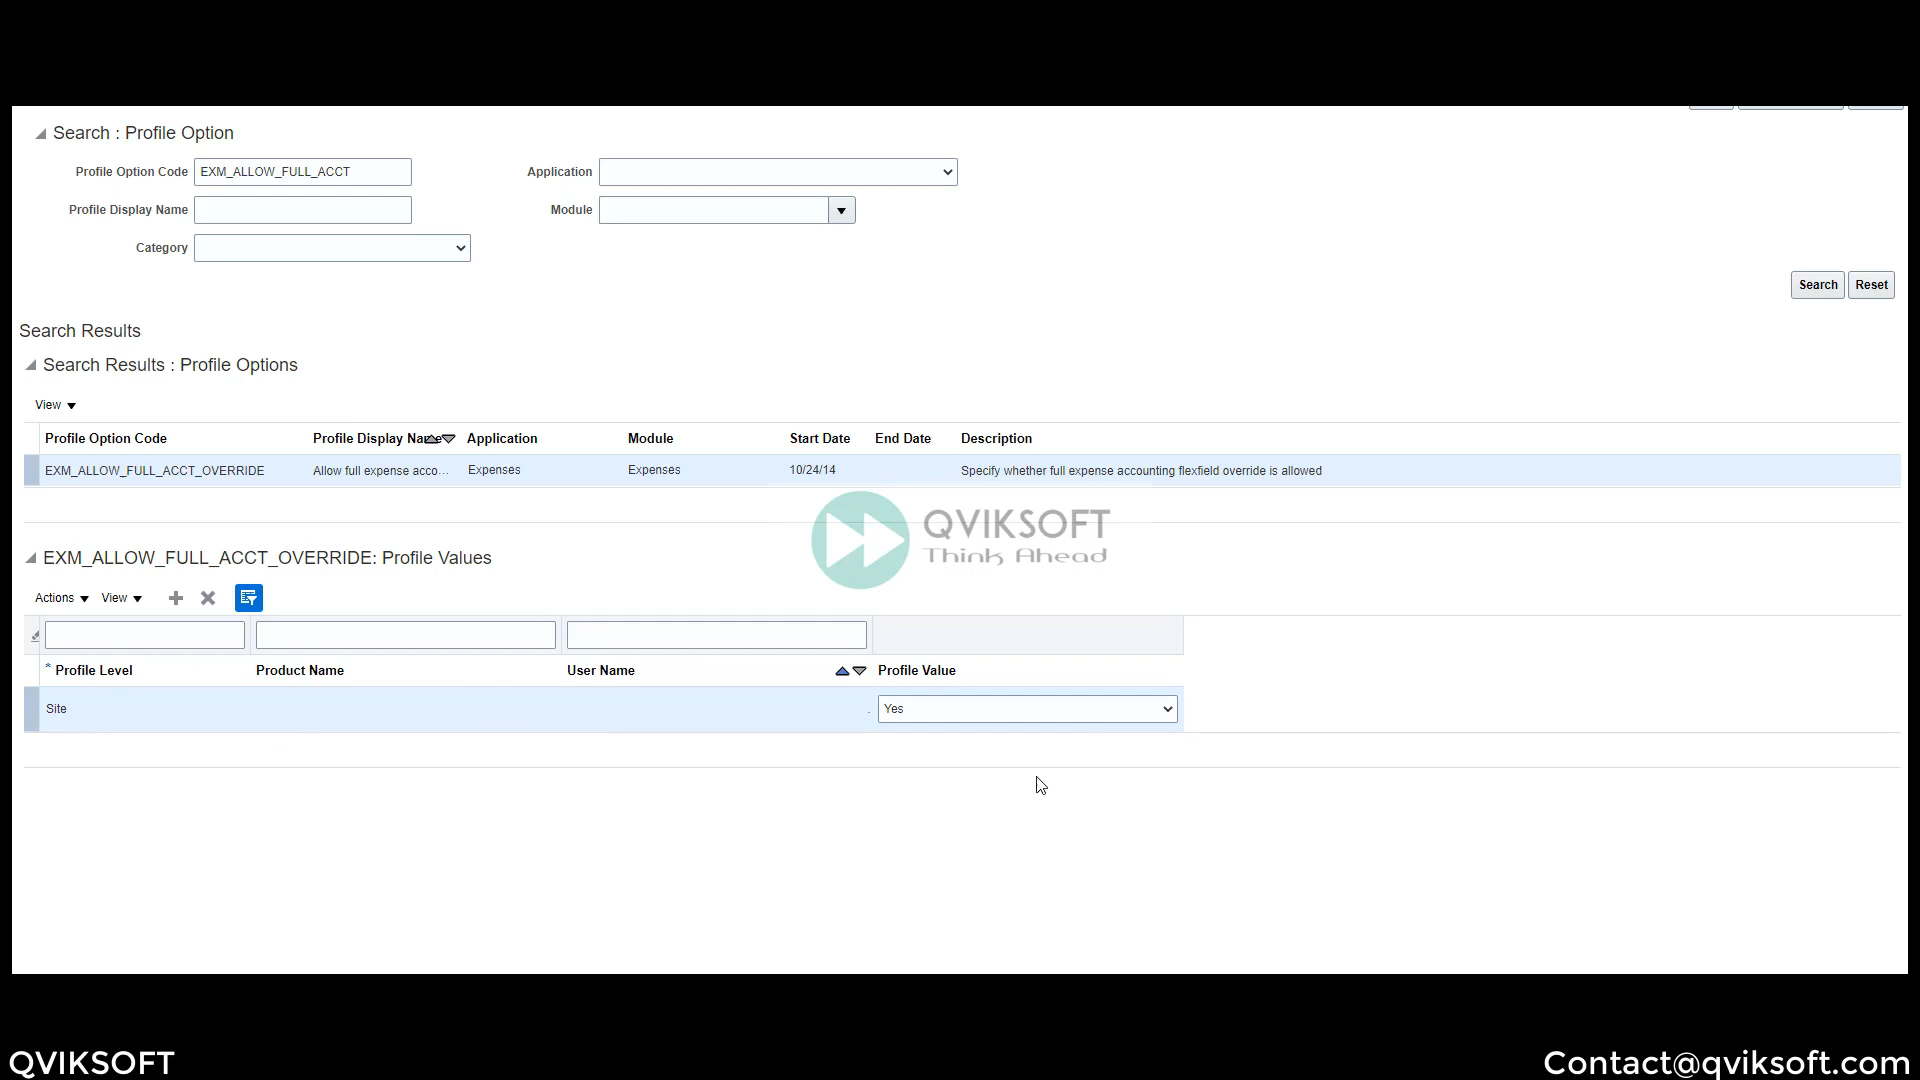 Search : Profile Option
Profile Option Code EXM_ALLOW_FULL_ACCT Application
Profile Display Name Module
Category
Search Reset
Search Results
Search Results : Profile Options
View
Profile Option Code Profile Display Name Application Module Start Date End Date Description
EXM_ALLOW_FULL_ACCT_OVERRIDE Allow full expense acco... Expenses Expenses 10/24/14 Specify whether full expense accounting flexfield override is allowed
QVIKSOFT
Think Ahead
EXM_ALLOW_FULL_ACCT_OVERRIDE: Profile Values
Actions View
* Profile Level Product Name User Name Profile Value
Site . Yes
QVIKSOFT Contact@qviksoft.com